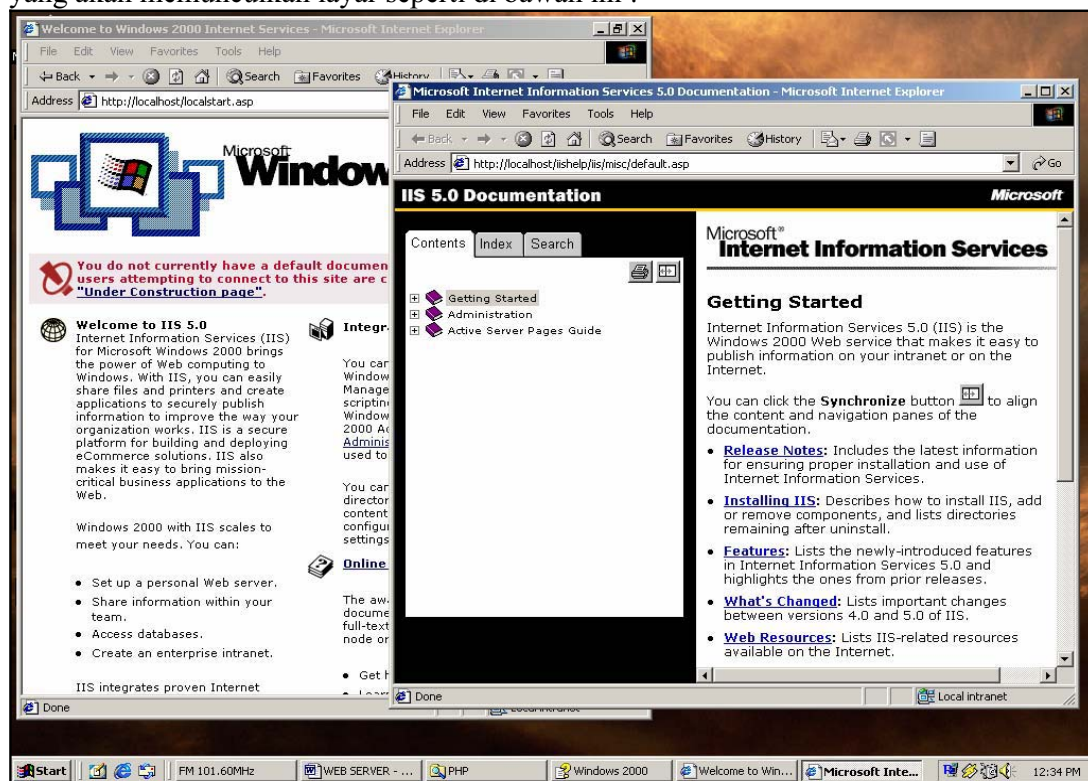 yang akan memunculkan layar seperti di bawah ini :
Welcome to Windows 2000 Internet Services - Microsoft Internet Explorer
File Edit View Favorites Tools Help
Back Search Favorites History
Address http://localhost/localstart.asp
Microsoft
Window
You do not currently have a default documen
users attempting to connect to this site are c
"Under Construction page".
Welcome to IIS 5.0
Internet Information Services (IIS)
for Microsoft Windows 2000 brings
the power of Web computing to
Windows. With IIS, you can easily
share files and printers and create
applications to securely publish
information to improve the way your
organization works. IIS is a secure
platform for building and deploying
eCommerce solutions. IIS also
makes it easy to bring mission-
critical business applications to the
Web.
Windows 2000 with IIS scales to
meet your needs. You can:
• Set up a personal Web server.
• Share information within your
team.
• Access databases.
• Create an enterprise intranet.
IIS integrates proven Internet
Integr
You car
Window
Manage
scriptin
Window
2000 Ac
Adminis
used to
You car
director
content
configur
settings
Online
The aw
docume
full-text
node or
• Get h
Done
Microsoft Internet Information Services 5.0 Documentation - Microsoft Internet Explorer
File Edit View Favorites Tools Help
Back Search Favorites History
Address http://localhost/iishelp/iis/misc/default.asp Go
IIS 5.0 Documentation Microsoft
Contents Index Search
Getting Started
Administration
Active Server Pages Guide
Microsoft®
Internet Information Services
Getting Started
Internet Information Services 5.0 (IIS) is the
Windows 2000 Web service that makes it easy to
publish information on your intranet or on the
Internet.
You can click the Synchronize button to align
the content and navigation panes of the
documentation.
• Release Notes: Includes the latest information
for ensuring proper installation and use of
Internet Information Services.
• Installing IIS: Describes how to install IIS, add
or remove components, and lists directories
remaining after uninstall.
• Features: Lists the newly-introduced features
in Internet Information Services 5.0 and
highlights the ones from prior releases.
• What's Changed: Lists important changes
between versions 4.0 and 5.0 of IIS.
• Web Resources: Lists IIS-related resources
available on the Internet.
Done Local intranet
Start FM 101.60MHz WEB SERVER - ... PHP Windows 2000 Welcome to Win... Microsoft Inte... 12:34 PM